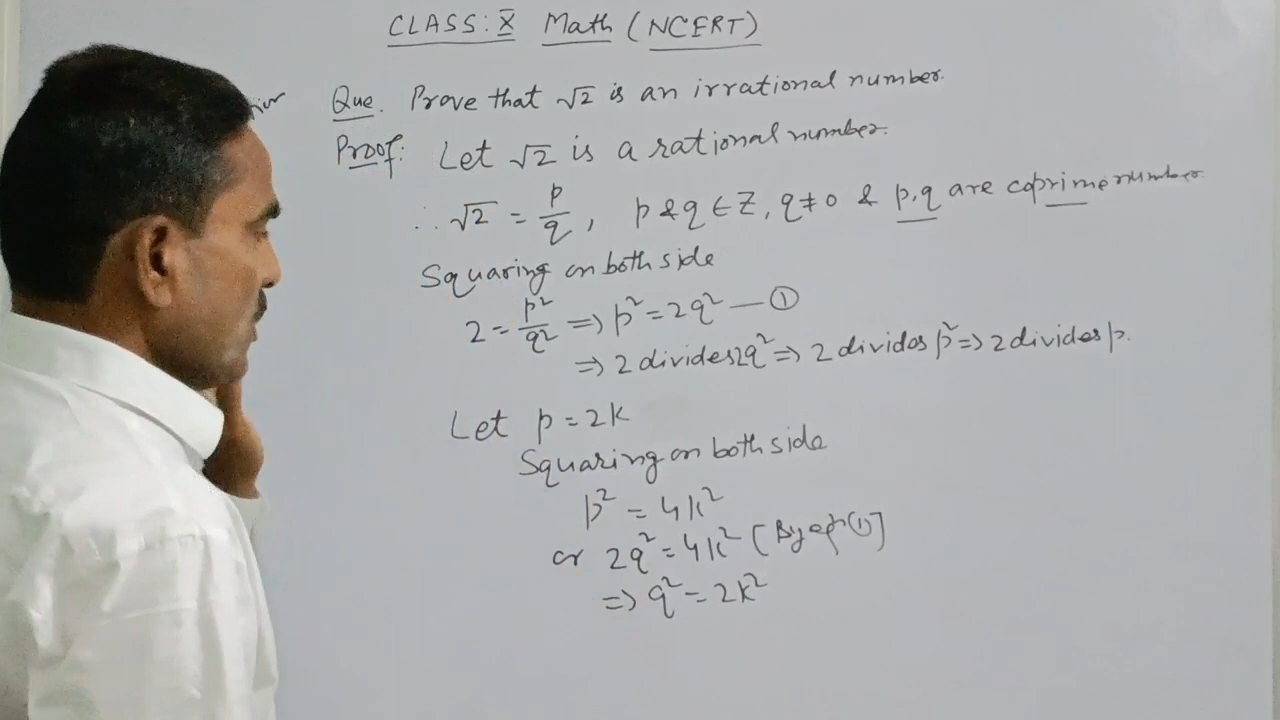 CLASS: X Math (NCERT)
Que. Prove that √2 is an irrational number.
Proof: Let √2 is a rational number.
∴ √2 = p/q, p & q ∈ Z, q ≠ 0 & p, q are coprime number
Squaring on both side
2 = p²/q² => p² = 2q² — ①
=> 2 divides 2q² => 2 divides p² => 2 divides p.
Let p = 2k
Squaring on both side
p² = 4k²
or 2q² = 4k² [By eqn (1)]
=> q² = 2k²